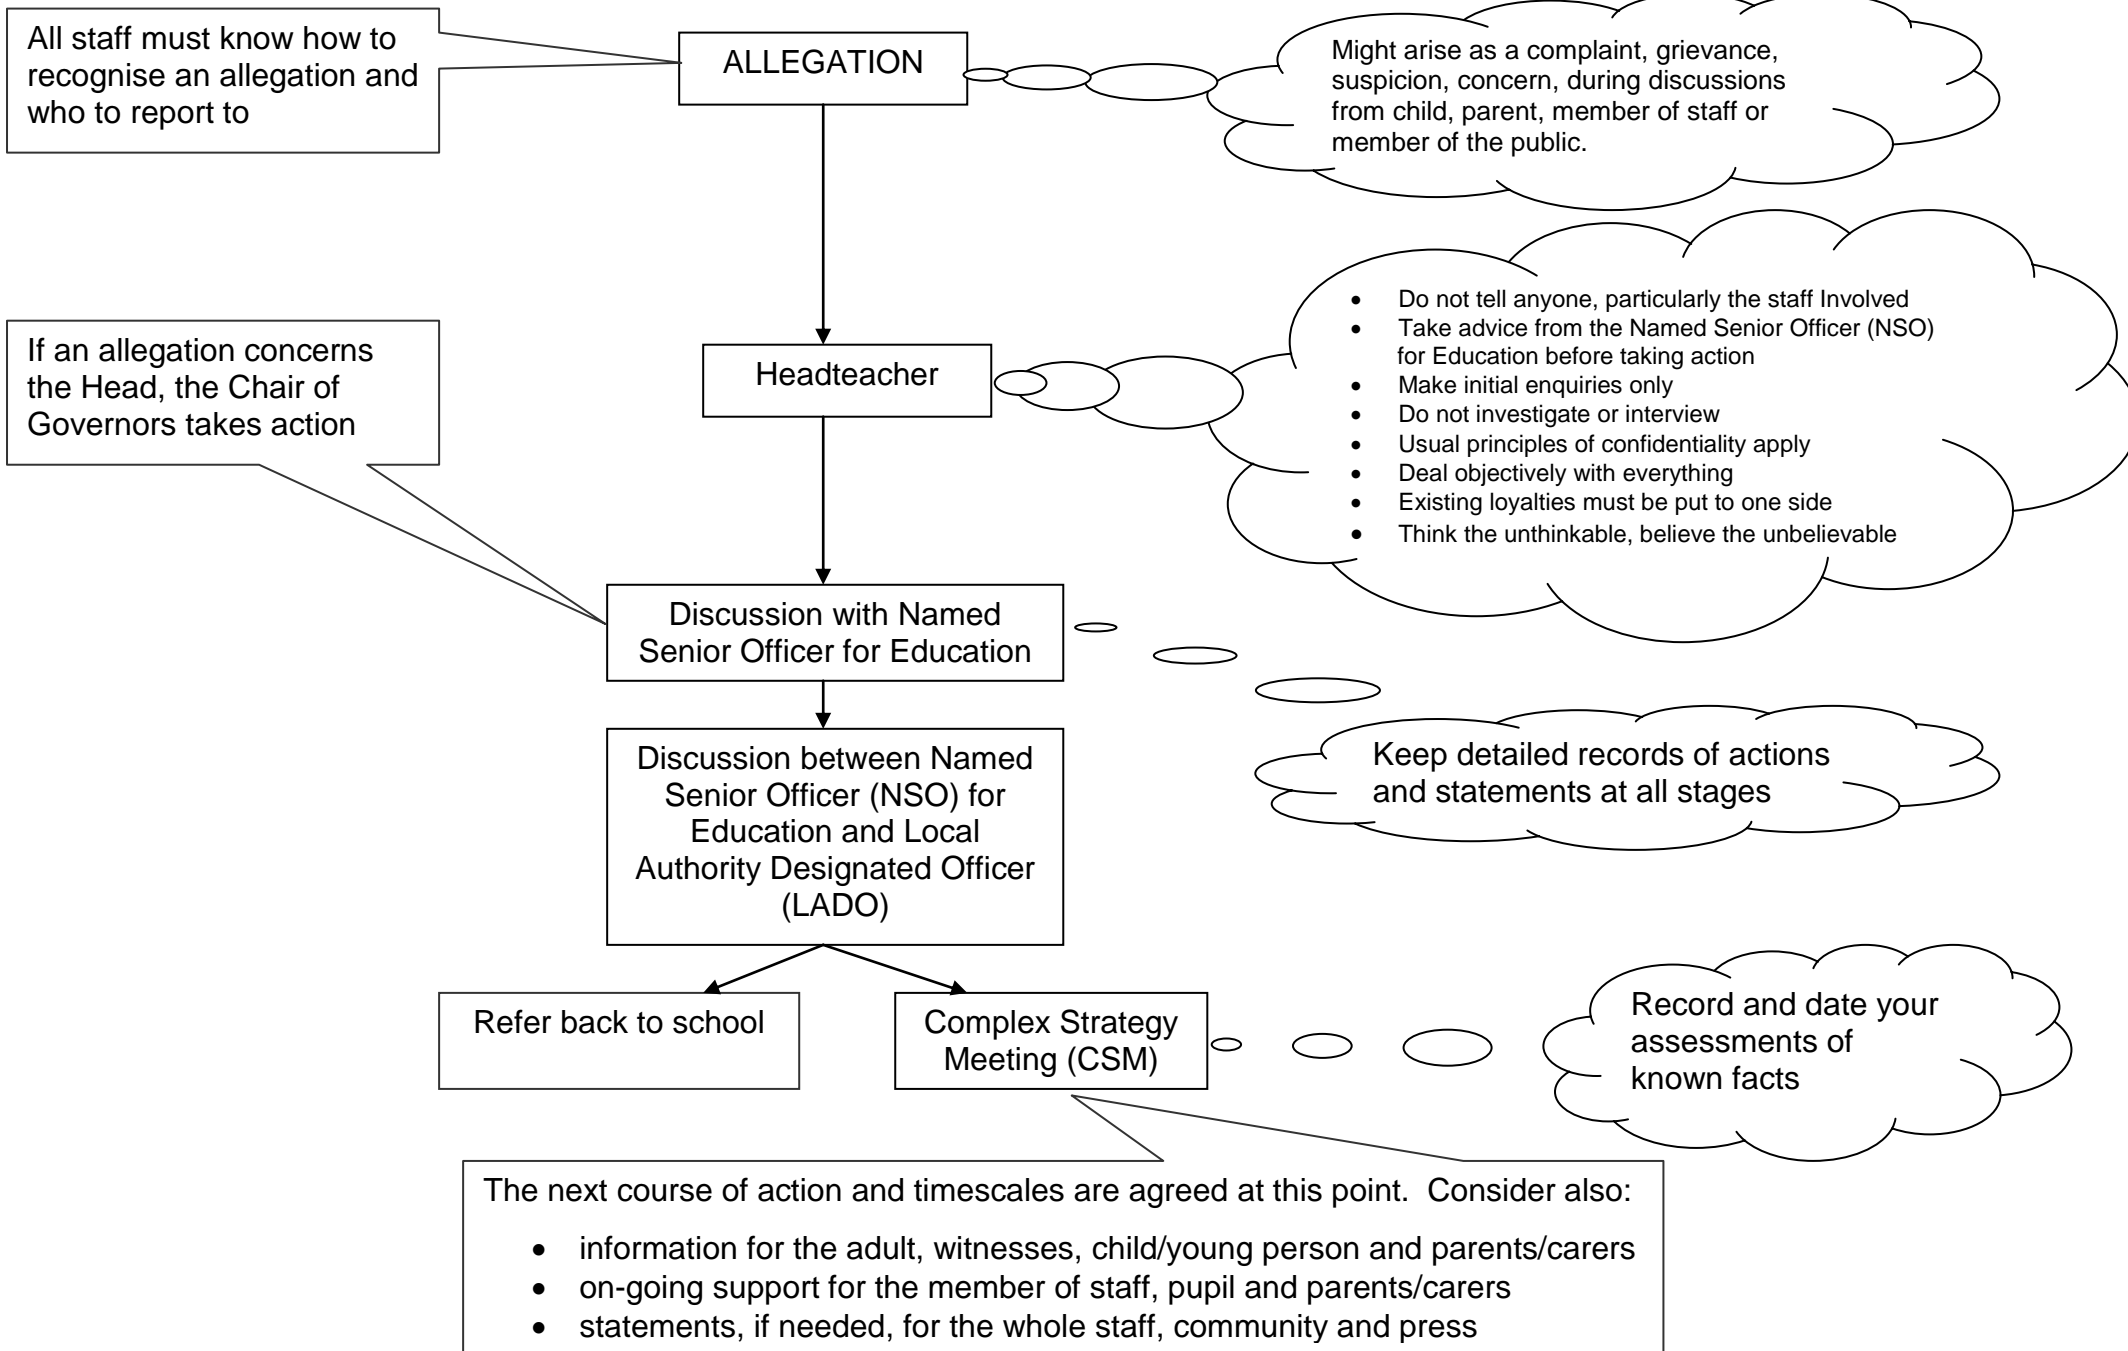 All staff must know how to
recognise an allegation and
who to report to
ALLEGATION
Might arise as a complaint, grievance,
suspicion, concern, during discussions
from child, parent, member of staff or
member of the public.
If an allegation concerns
the Head, the Chair of
Governors takes action
Headteacher
• Do not tell anyone, particularly the staff Involved
• Take advice from the Named Senior Officer (NSO)
for Education before taking action
• Make initial enquiries only
• Do not investigate or interview
• Usual principles of confidentiality apply
• Deal objectively with everything
• Existing loyalties must be put to one side
• Think the unthinkable, believe the unbelievable
Discussion with Named
Senior Officer for Education
Keep detailed records of actions
and statements at all stages
Discussion between Named
Senior Officer (NSO) for
Education and Local
Authority Designated Officer
(LADO)
Refer back to school
Complex Strategy
Meeting (CSM)
Record and date your
assessments of
known facts
The next course of action and timescales are agreed at this point.  Consider also:
• information for the adult, witnesses, child/young person and parents/carers
• on-going support for the member of staff, pupil and parents/carers
• statements, if needed, for the whole staff, community and press